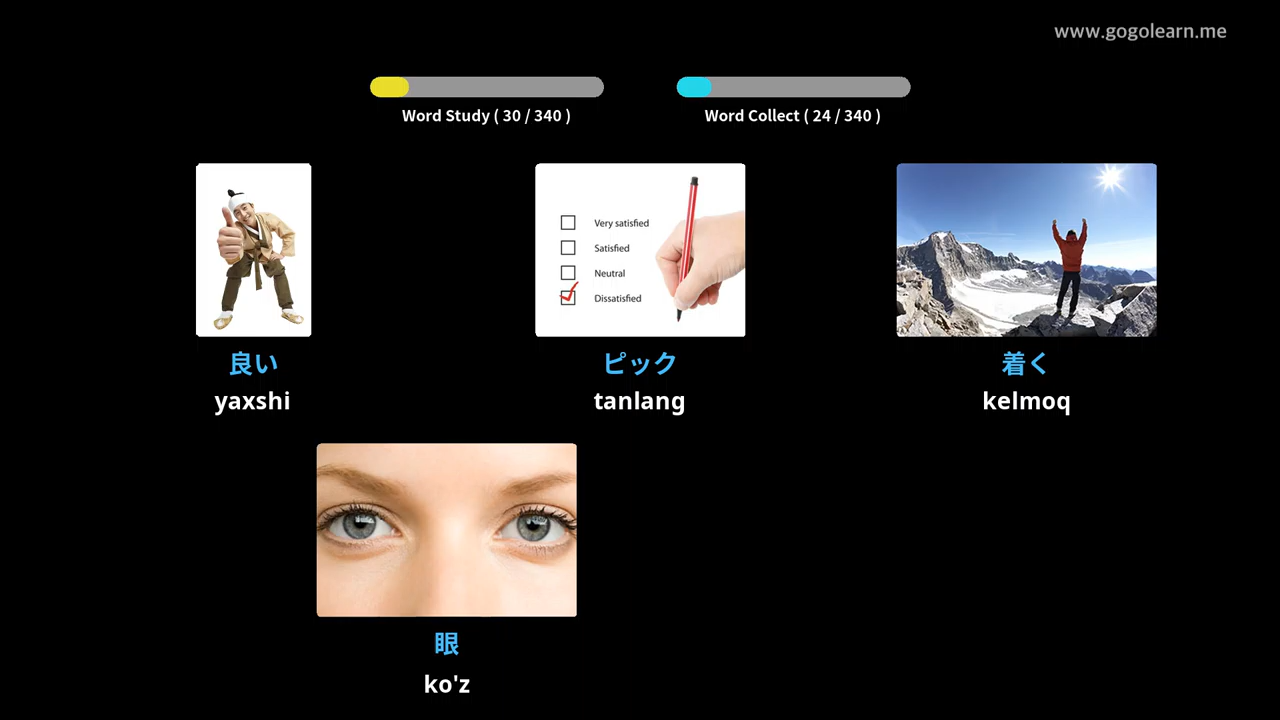 www.gogolearn.me
Word Study ( 30 / 340 )
Word Collect ( 24 / 340 )
Very satisfied
Satisfied
Neutral
Dissatisfied
良い
ピック
着く
yaxshi
tanlang
kelmoq
眼
ko'z